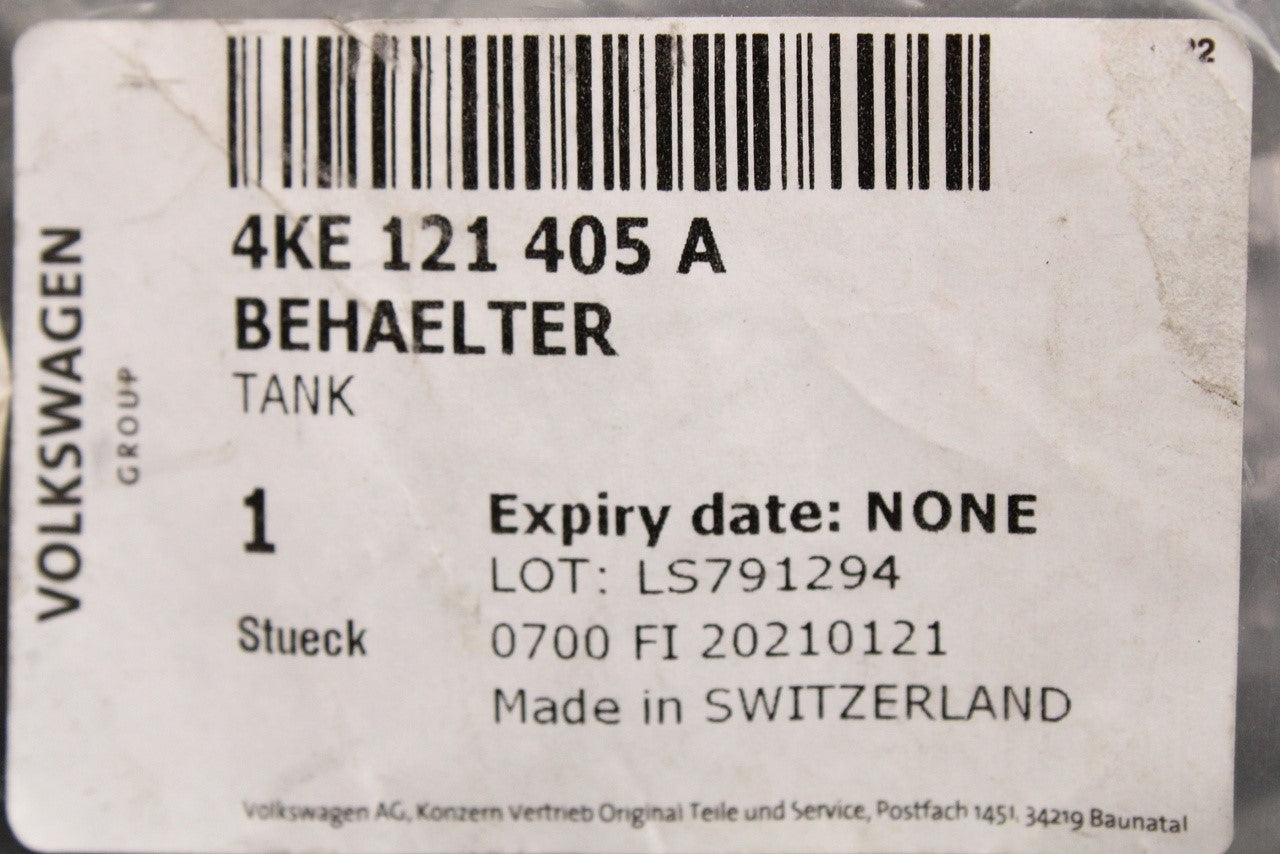 4KE 121 405 A
BEHAELTER
TANK
VOLKSWAGEN
GROUP
1
Stueck
Expiry date: NONE
LOT: LS791294
0700 FI 20210121
Made in SWITZERLAND
Volkswagen AG, Konzern Vertrieb Original Teile und Service, Postfach 1451, 34219 Baunatal